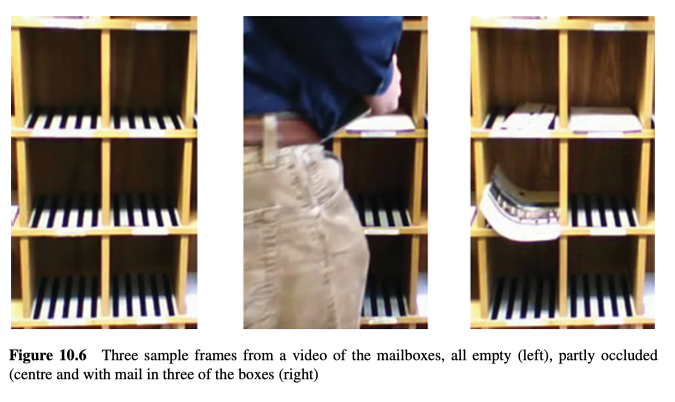 Figure 10.6 Three sample frames from a video of the mailboxes, all empty (left), partly occluded
(centre and with mail in three of the boxes (right)